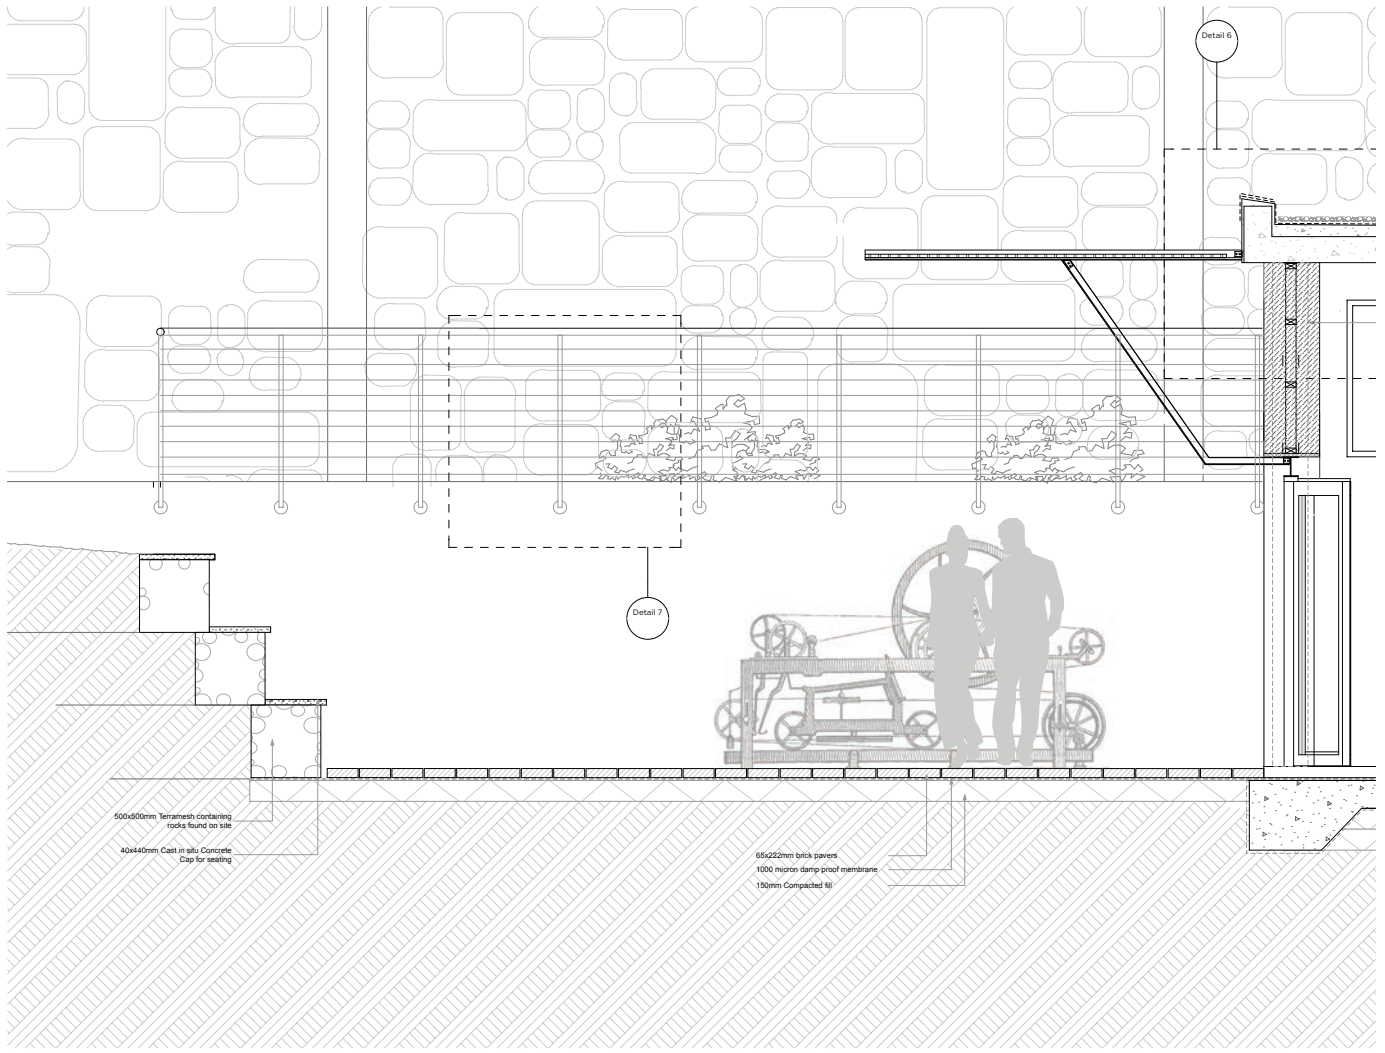 Detail 6
Detail 7
500x500mm Terramesh containing
rocks found on site
40x440mm Cast in situ Concrete
Cap for seating
65x222mm brick pavers
1000 micron damp proof membrane
150mm Compacted fill